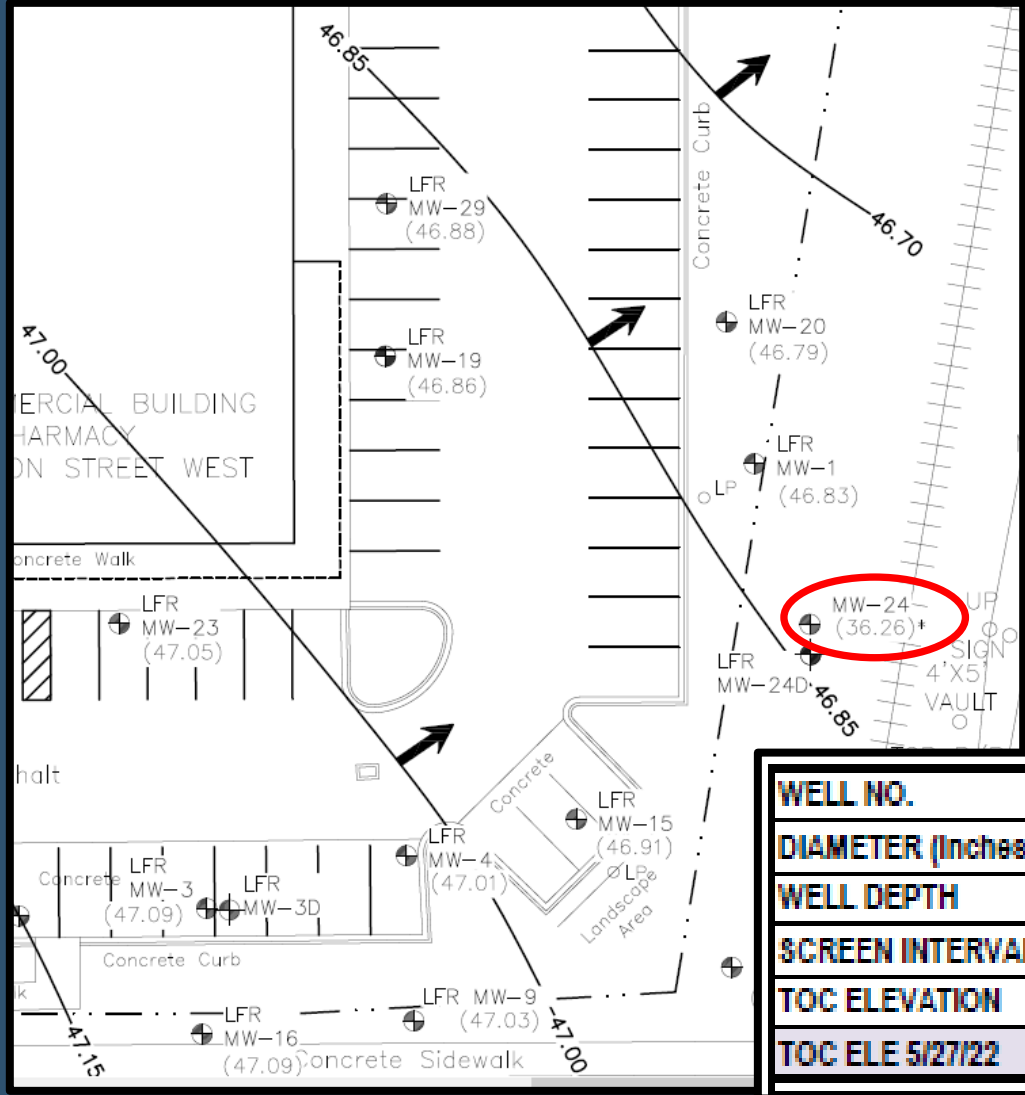 46.85
46.70
Concrete Curb
LFR
MW-29
(46.88)
LFR
MW-20
(46.79)
LFR
MW-19
(46.86)
47.00
ERCIAL BUILDING
HARMACY
ON STREET WEST
LFR
MW-1
(46.83)
LP
oncrete Walk
LFR
MW-23
(47.05)
MW-24
(36.26)*
UP
SIGN
4'X5'
VAULT
LFR
MW-24D
46.85
halt
Concrete
LFR
MW-15
(46.91)
LP
Landscape
Area
LFR
MW-4
(47.01)
Concrete
LFR
MW-3
(47.09)
LFR
MW-3D
Concrete Curb
lk
LFR MW-9
(47.03)
LFR
MW-16
(47.09)
47.15
47.00
Concrete Sidewalk
WELL NO.
DIAMETER (Inches
WELL DEPTH
SCREEN INTERVAL
TOC ELEVATION
TOC ELE 5/27/22